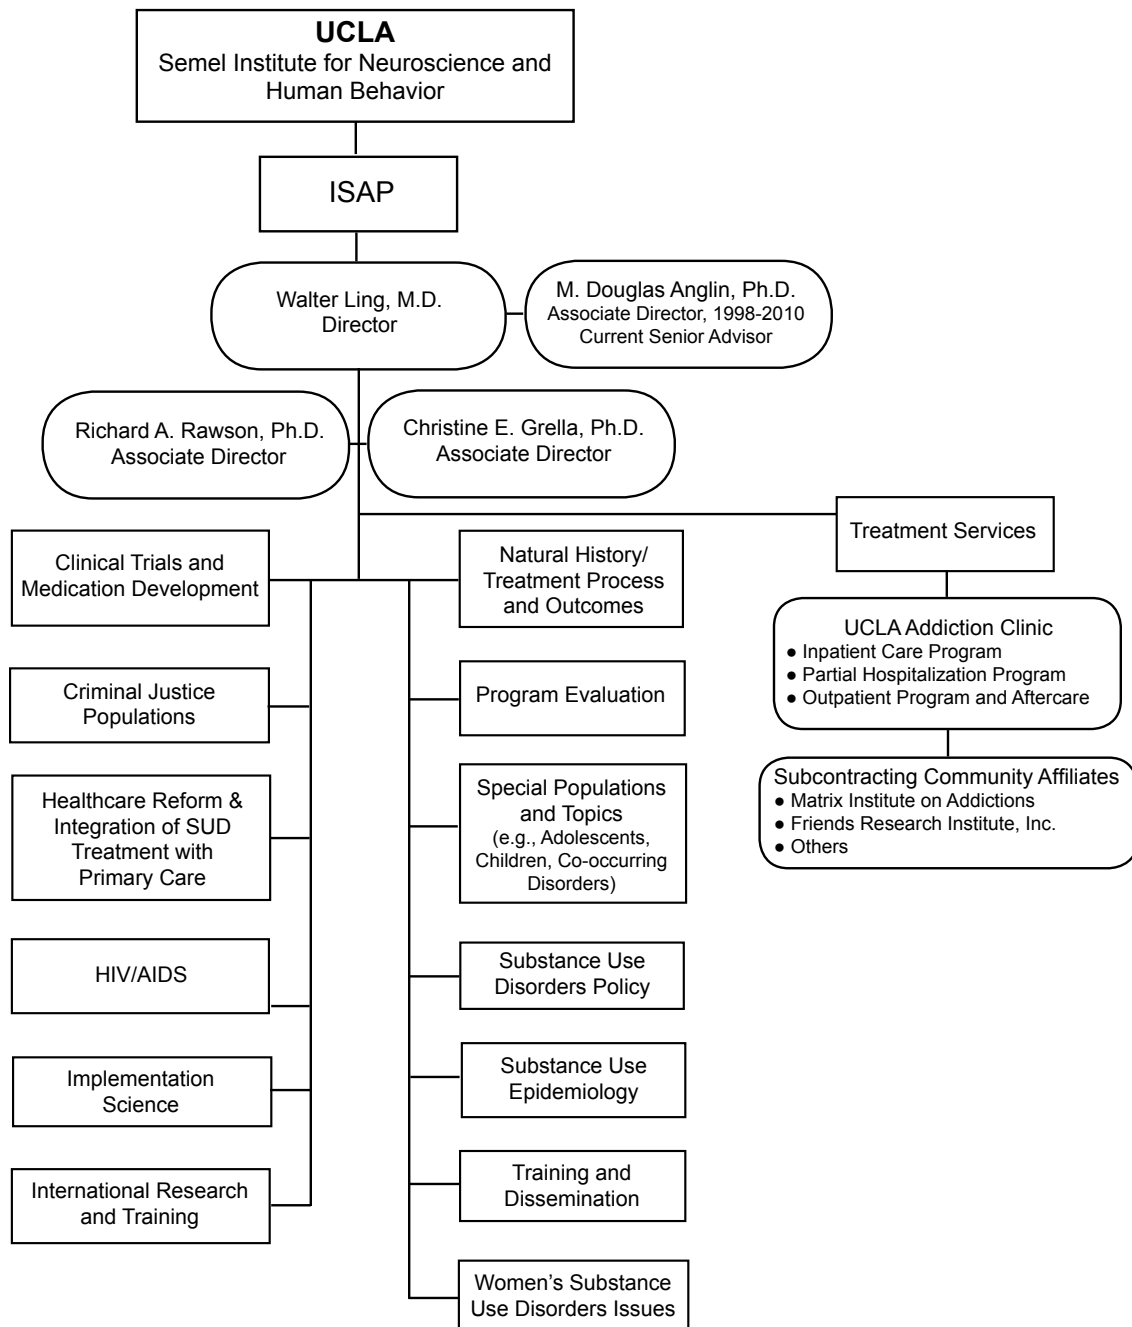 UCLA
Semel Institute for Neuroscience and
Human Behavior
ISAP
Walter Ling, M.D.
Director
M. Douglas Anglin, Ph.D.
Associate Director, 1998-2010
Current Senior Advisor
Richard A. Rawson, Ph.D.
Associate Director
Christine E. Grella, Ph.D.
Associate Director
Treatment Services
UCLA Addiction Clinic
● Inpatient Care Program
● Partial Hospitalization Program
● Outpatient Program and Aftercare
Subcontracting Community Affiliates
● Matrix Institute on Addictions
● Friends Research Institute, Inc.
● Others
Clinical Trials and
Medication Development
Criminal Justice
Populations
Healthcare Reform &
Integration of SUD
Treatment with
Primary Care
HIV/AIDS
Implementation
Science
International Research
and Training
Natural History/
Treatment Process
and Outcomes
Program Evaluation
Special Populations
and Topics
(e.g., Adolescents,
Children, Co-occurring
Disorders)
Substance Use
Disorders Policy
Substance Use
Epidemiology
Training and
Dissemination
Women’s Substance
Use Disorders Issues